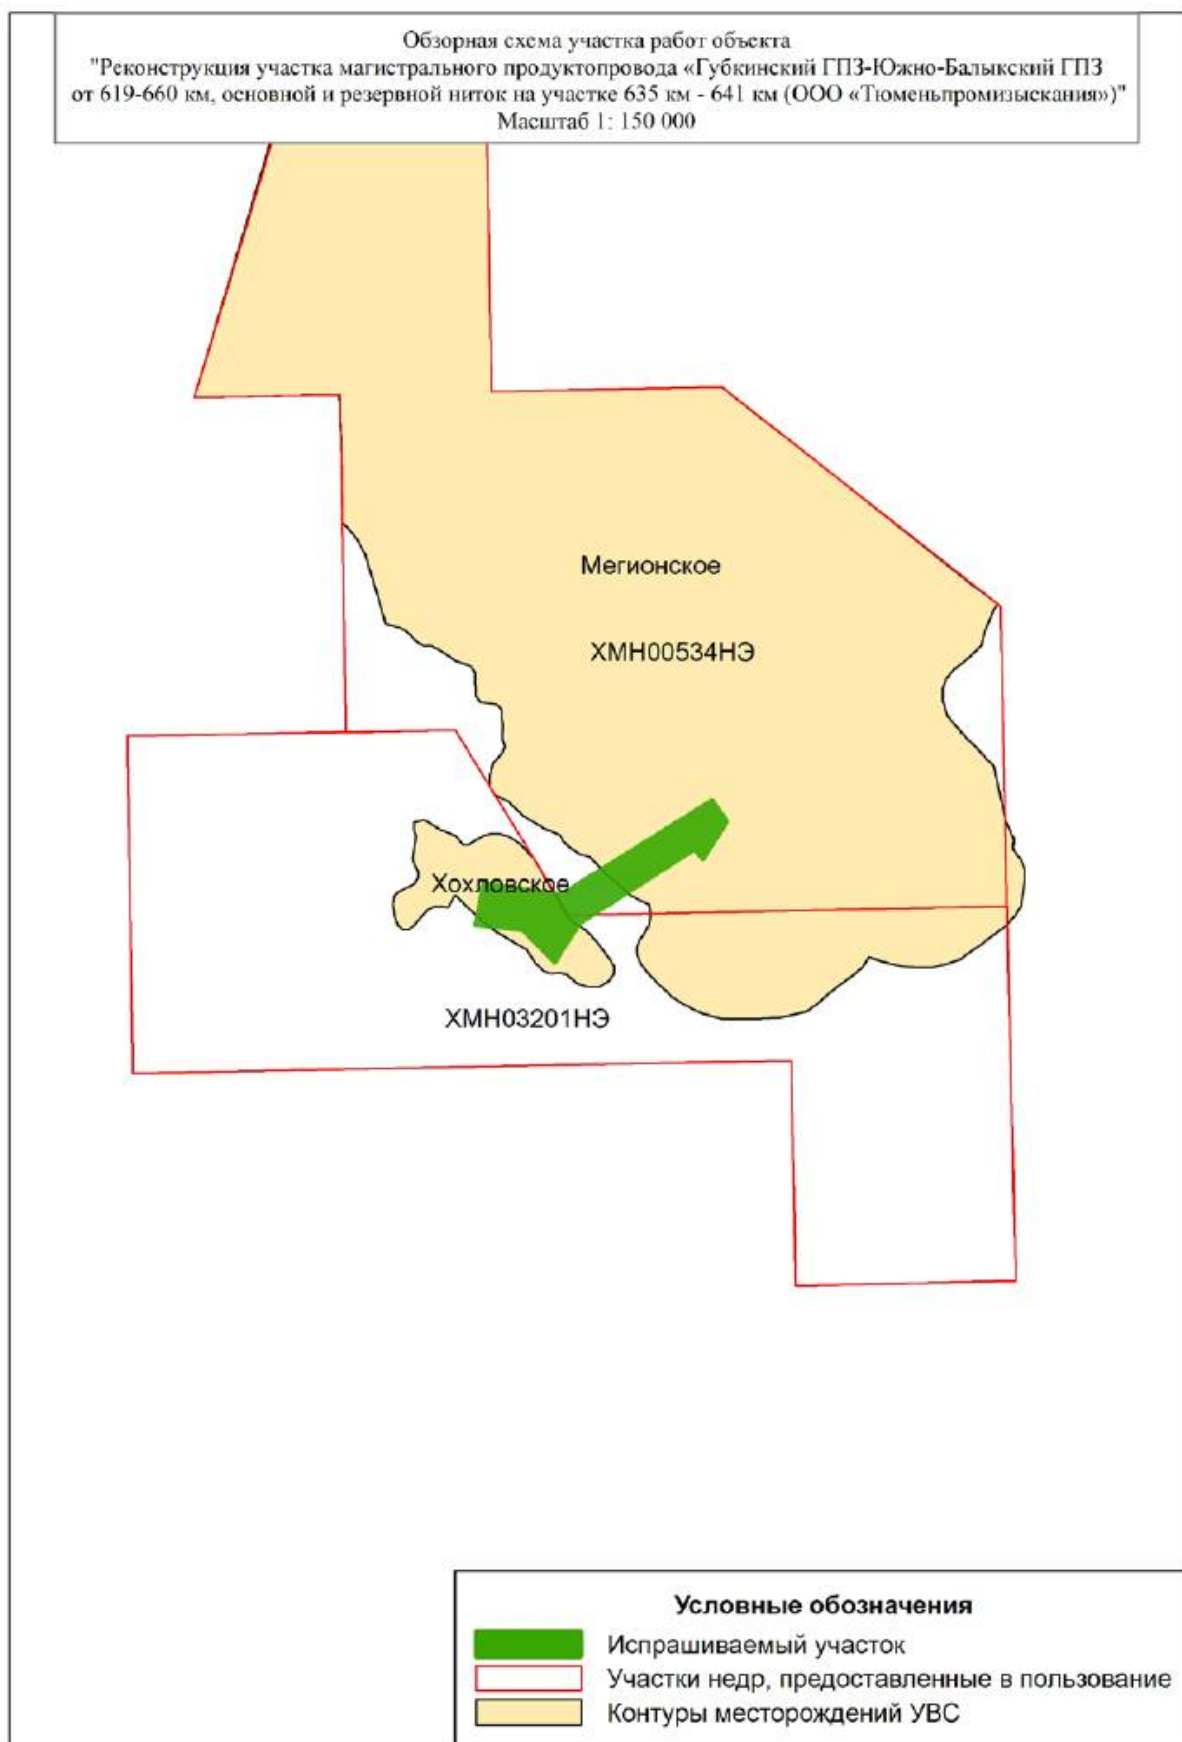 Обзорная схема участка работ объекта
"Реконструкция участка магистрального продуктопровода «Губкинский ГПЗ-Южно-Балыкский ГПЗ
от 619-660 км, основной и резервной ниток на участке 635 км - 641 км (ООО «Тюменьпромизыскания»)"
Масштаб 1: 150 000
Мегионское
ХМН00534НЭ
Хохловское
ХМН03201НЭ
Условные обозначения
Испрашиваемый участок
Участки недр, предоставленные в пользование
Контуры месторождений УВС